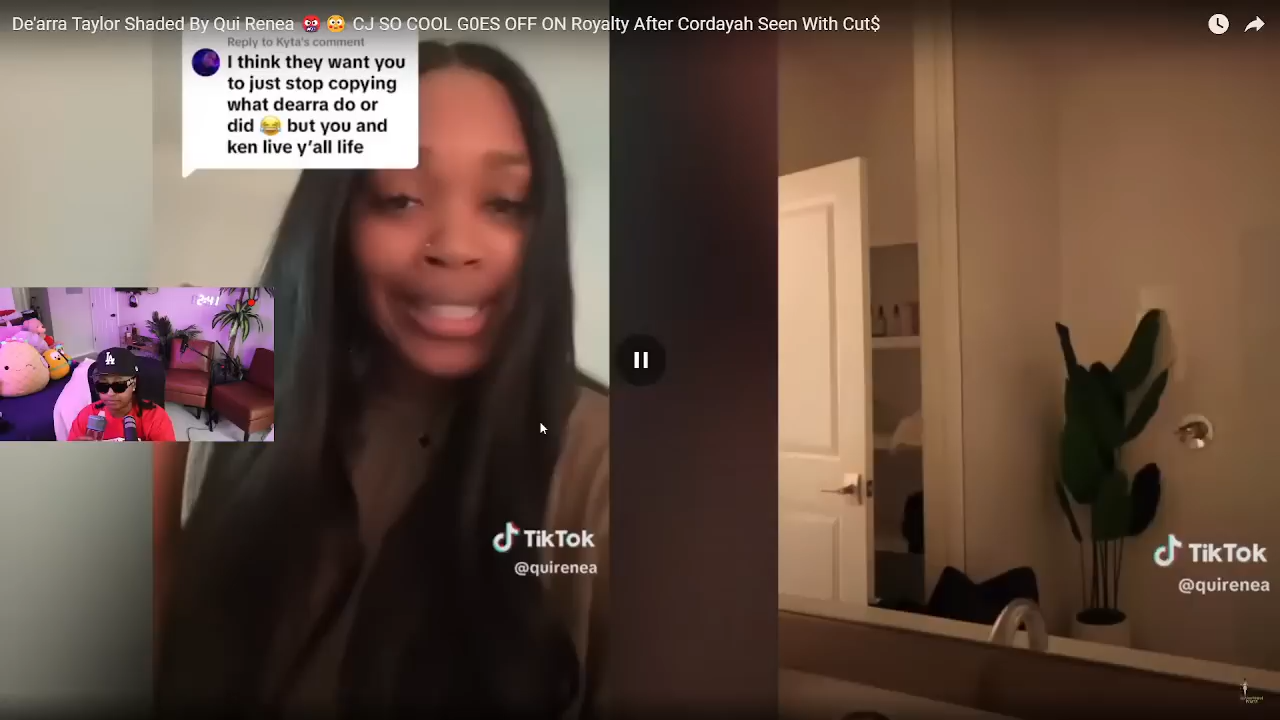 De'arra Taylor Shaded By Qui Renea 👹 😳 CJ SO COOL G0ES OFF ON Royalty After Cordayah Seen With Cut$
Reply to Kyta's comment
I think they want you
to just stop copying
what dearra do or
did 😂 but you and
ken live y'all life
LA
TikTok
@quirenea
TikTok
@quirenea